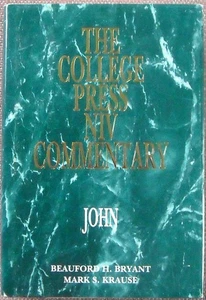 THE
COLLEGE
PRESS
NIV
COMMENTARY
JOHN
BEAUFORD H. BRYANT
MARK S. KRAUSE